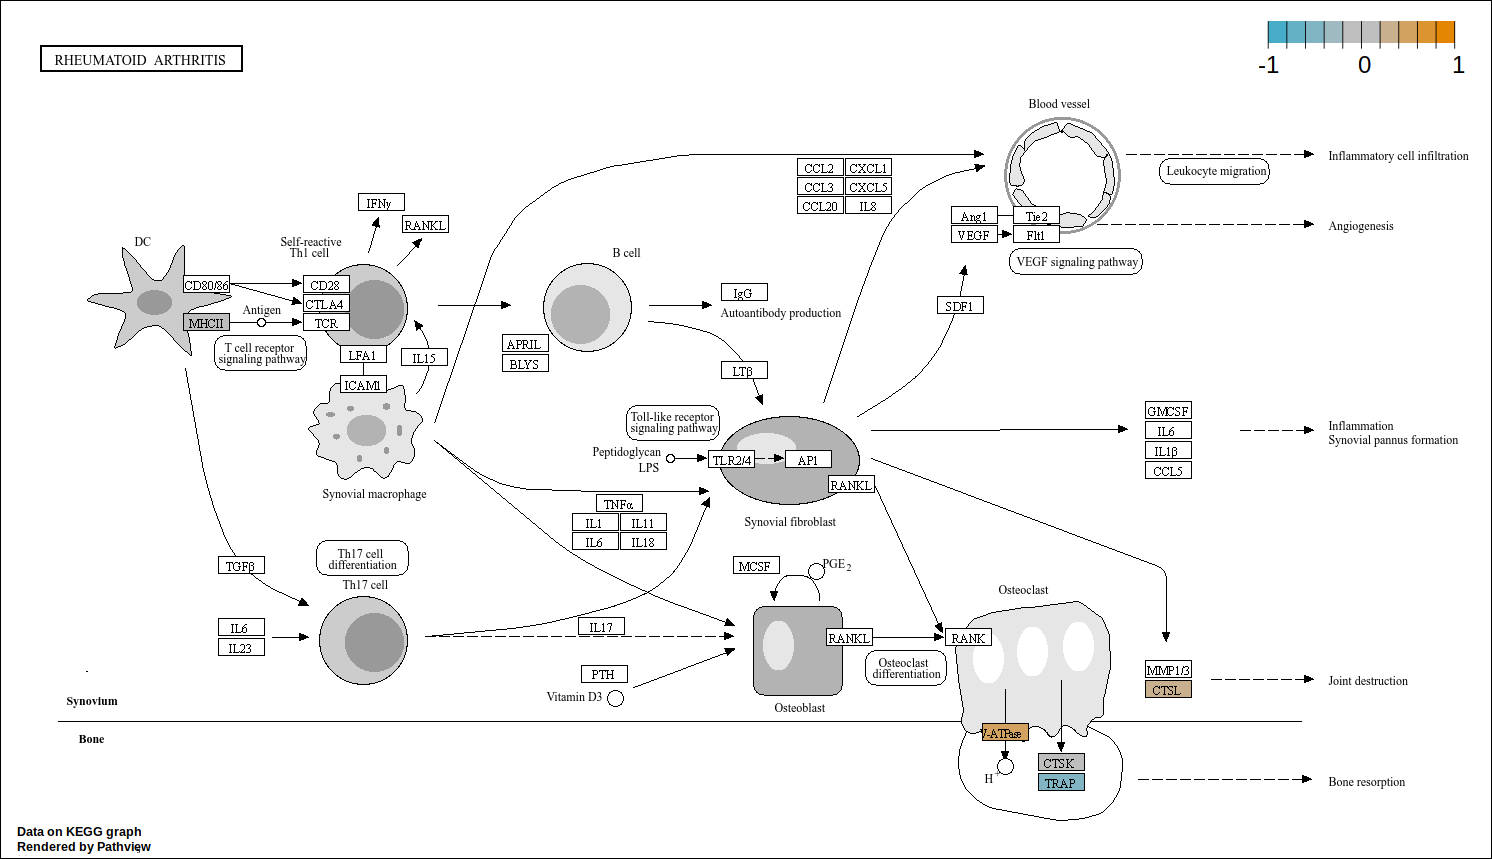 RHEUMATOID ARTHRITIS
-1 0 1
Blood vessel
CCL2 CXCL1
CCL3 CXCL5
CCL20 IL8
Leukocyte migration
Inflammatory cell infiltration
Ang1 Tie2
VEGF Flt1
Angiogenesis
VEGF signaling pathway
IFNγ
RANKL
DC
Self-reactive
Th1 cell
CD80/86 CD28
CTLA4
Antigen
MHCII TCR
T cell receptor
signaling pathway
LFA1
IL15
ICAM1
Synovial macrophage
B cell
APRIL
BLYS
IgG
Autoantibody production
LTβ
SDF1
Toll-like receptor
signaling pathway
Peptidoglycan
LPS
TLR2/4 AP1
RANKL
Synovial fibroblast
GMCSF
IL6
IL1β
CCL5
Inflammation
Synovial pannus formation
TNFα
IL1 IL11
IL6 IL18
TGFβ
Th17 cell
differentiation
Th17 cell
IL6
IL23
IL17
PTH
Vitamin D3
MCSF
PGE2
RANKL RANK
Osteoclast
differentiation
Osteoblast
Osteoclast
MMP1/3
CTSL
Joint destruction
Synovium
Bone
V-ATPase
H+
CTSK
TRAP
Bone resorption
Data on KEGG graph
Rendered by Pathview